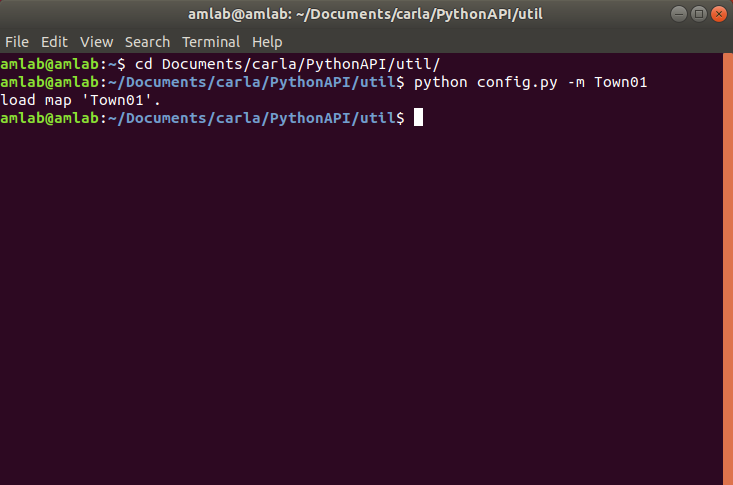 amlab@amlab: ~/Documents/carla/PythonAPI/util
File Edit View Search Terminal Help
amlab@amlab:~$ cd Documents/carla/PythonAPI/util/
amlab@amlab:~/Documents/carla/PythonAPI/util$ python config.py -m Town01
load map 'Town01'.
amlab@amlab:~/Documents/carla/PythonAPI/util$